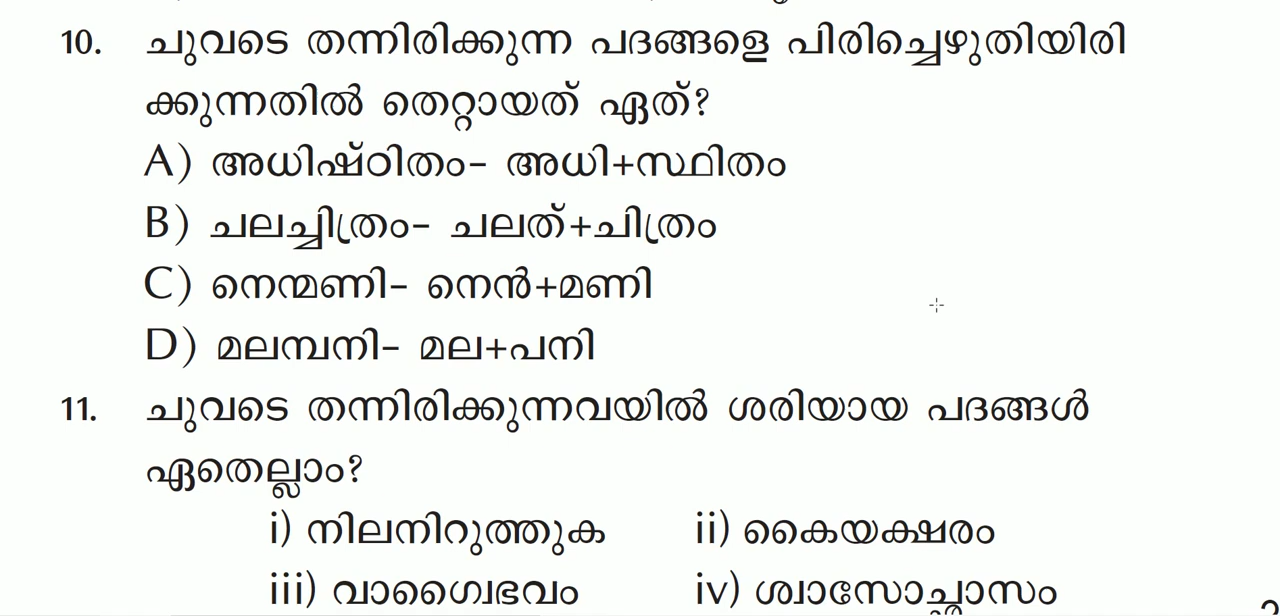 10. ചുവടെ തന്നിരിക്കുന്ന പദങ്ങളെ പിരിച്ചെഴുതിയിരി
ക്കുന്നതിൽ തെറ്റായത് ഏത്?
A) അധിഷ്ഠിതം- അധി+സ്ഥിതം
B) ചലച്ചിത്രം- ചലത്+ചിത്രം
C) നെന്മണി- നെൻ+മണി
D) മലമ്പനി- മല+പനി
11. ചുവടെ തന്നിരിക്കുന്നവയിൽ ശരിയായ പദങ്ങൾ
ഏതെല്ലാം?
i) നിലനിറുത്തുക ii) കൈയക്ഷരം
iii) വാഗ്വൈഭവം iv) ശ്വാസോച്ഛ്വാസം